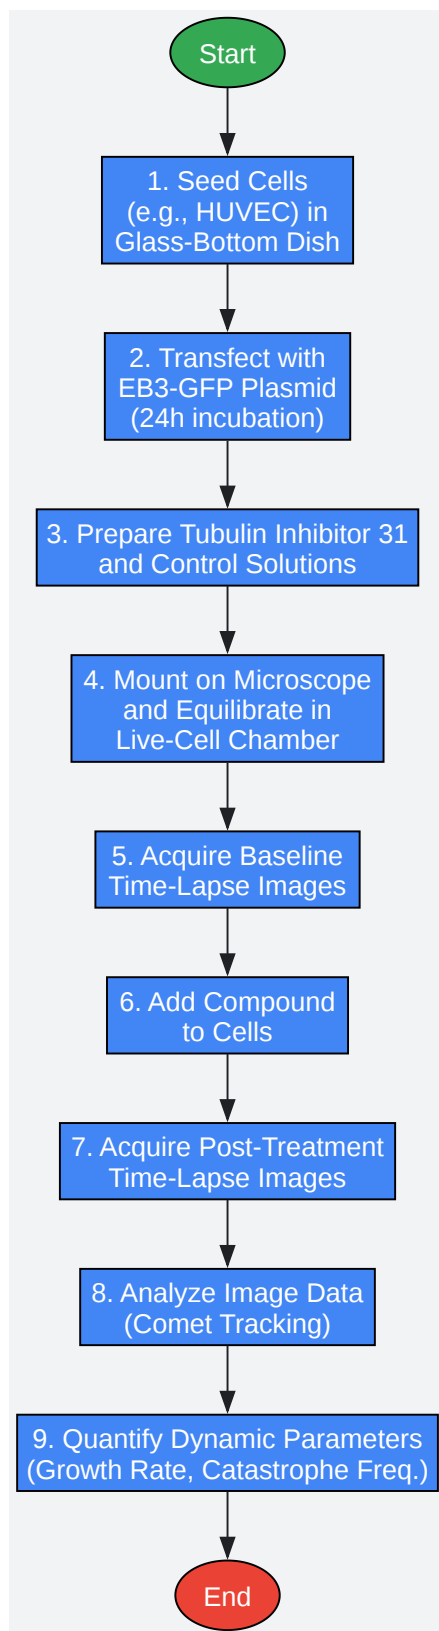 Start
1. Seed Cells
(e.g., HUVEC) in
Glass-Bottom Dish
2. Transfect with
EB3-GFP Plasmid
(24h incubation)
3. Prepare Tubulin Inhibitor 31
and Control Solutions
4. Mount on Microscope
and Equilibrate in
Live-Cell Chamber
5. Acquire Baseline
Time-Lapse Images
6. Add Compound
to Cells
7. Acquire Post-Treatment
Time-Lapse Images
8. Analyze Image Data
(Comet Tracking)
9. Quantify Dynamic Parameters
(Growth Rate, Catastrophe Freq.)
End